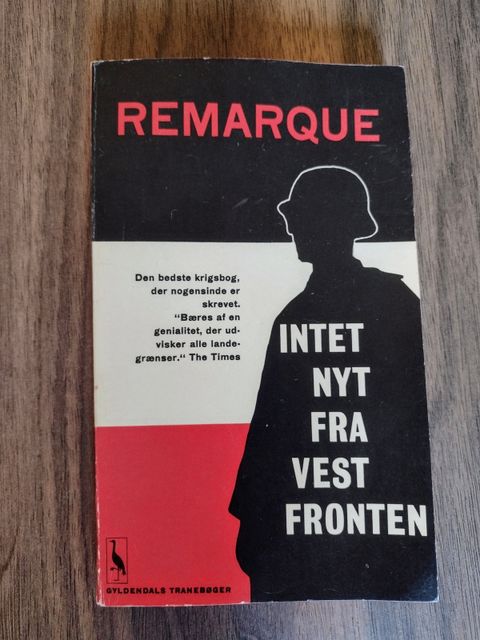 REMARQUE
Den bedste krigsbog,
der nogensinde er
skrevet.
"Bæres af en
genialitet, der ud-
visker alle lande-
grænser." The Times
INTET
NYT
FRA
VEST
FRONTEN
GYLDENDALS TRANEBØGER